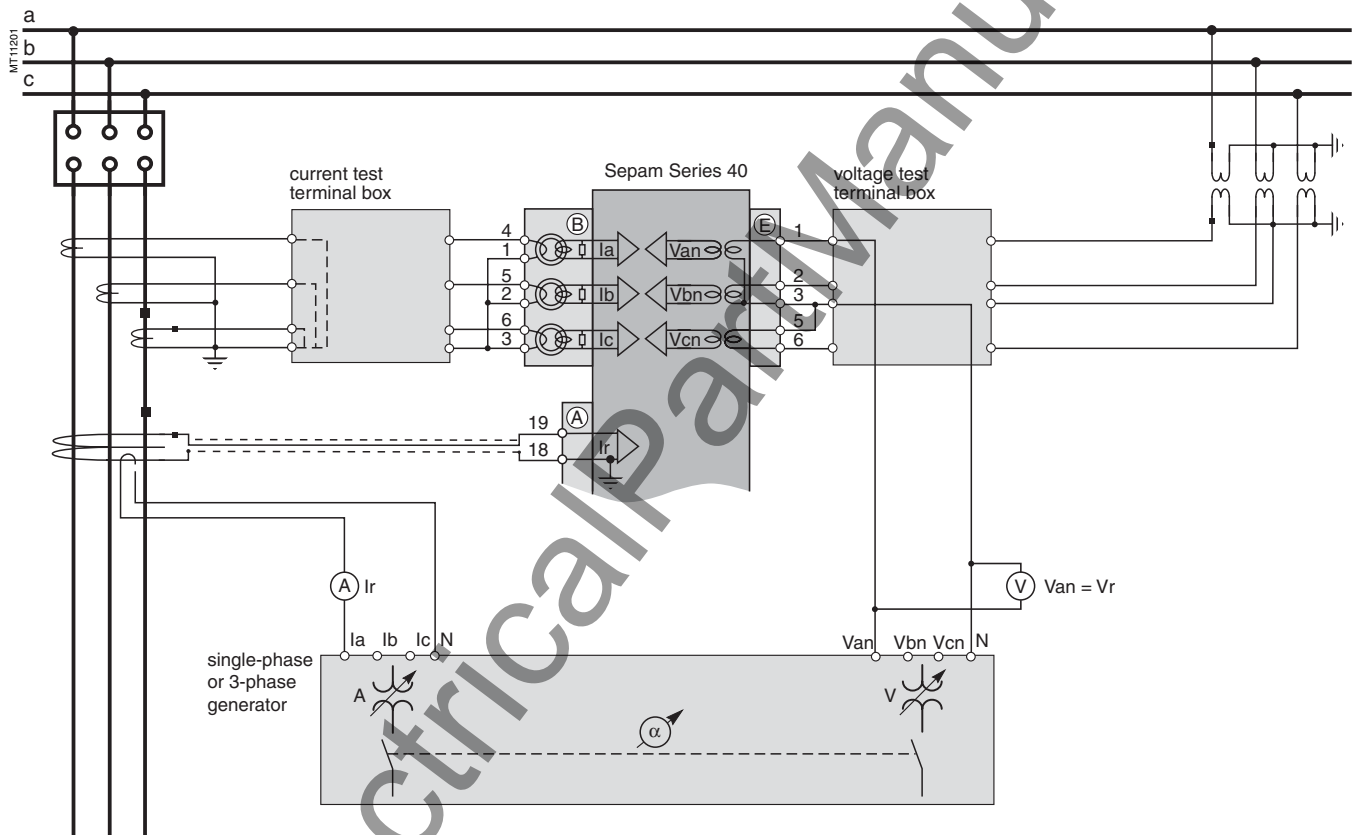 a
MT11201
b
c
current test
terminal box
Sepam Series 40
voltage test
terminal box
4
B
E
1
1
Ia
Van
5
2
2
Ib
Vbn
3
6
5
3
Ic
Vcn
6
19
A
18
Ir
A
Ir
V
Van = Vr
Ia
Ib
Ic
N
Van
Vbn
Vcn
N
single-phase
or 3-phase
generator
A
V
α
ctricalPartManu